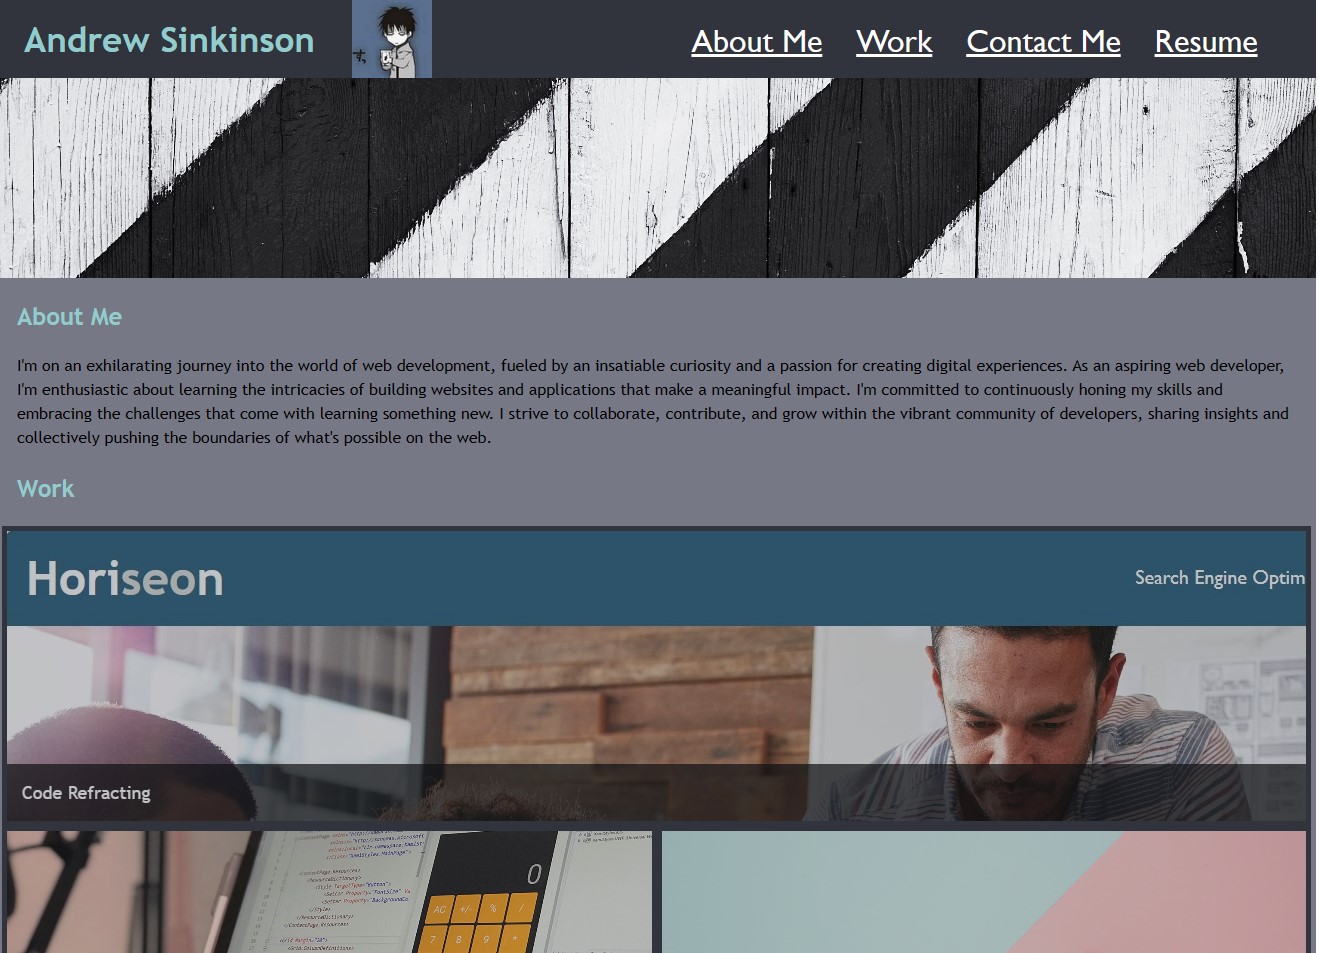 Andrew Sinkinson
す。
About Me Work Contact Me Resume
About Me
I'm on an exhilarating journey into the world of web development, fueled by an insatiable curiosity and a passion for creating digital experiences. As an aspiring web developer,
I'm enthusiastic about learning the intricacies of building websites and applications that make a meaningful impact. I'm committed to continuously honing my skills and
embracing the challenges that come with learning something new. I strive to collaborate, contribute, and grow within the vibrant community of developers, sharing insights and
collectively pushing the boundaries of what's possible on the web.
Work
Horiseon
Search Engine Optim
Code Refracting
0
AC +/- % /
7 8 9 *